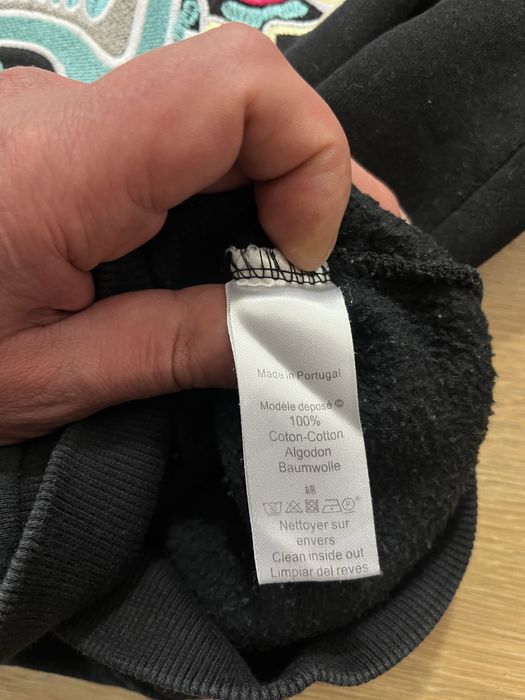 Made in Portugal
Modèle déposé ©
100%
Coton-Cotton
Algodon
Baumwolle
Nettoyer sur
envers
Clean inside out
Limpiar del revés